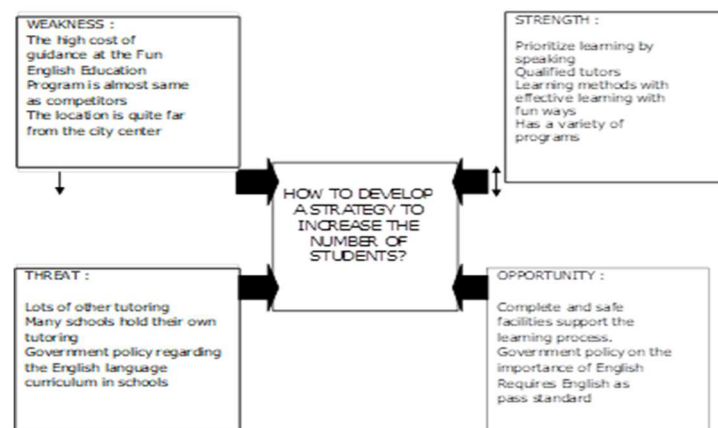 WEAKNESS :
The high cost of
guidance at the Fun
English Education
Program is almost same
as competitors
The location is quite far
from the city center
STRENGTH :
Prioritize learning by
speaking
Qualified tutors
Learning methods with
effective learning with
fun ways
Has a variety of
programs
HOW TO DEVELOP
A STRATEGY TO
INCREASE THE
NUMBER OF
STUDENTS?
THREAT :
Lots of other tutoring
Many schools hold their own
tutoring
Government policy regarding
the English language
curriculum in schools
OPPORTUNITY :
Complete and safe
facilities support the
learning process.
Government policy on the
importance of English
Requires English as
pass standard